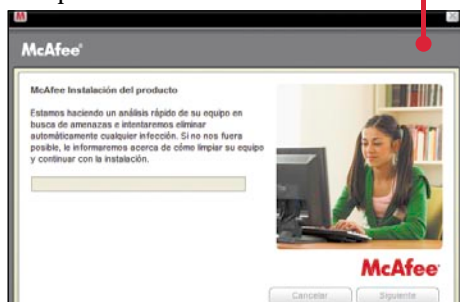 McAfee®
McAfee Instalación del producto
Estamos haciendo un análisis rápido de su equipo en
busca de amenazas e intentaremos eliminar
automáticamente cualquier infección. Si no nos fuera
posible, le informaremos acerca de cómo limpiar su equipo
y continuar con la instalación.
McAfee®
Cancelar
Siguiente